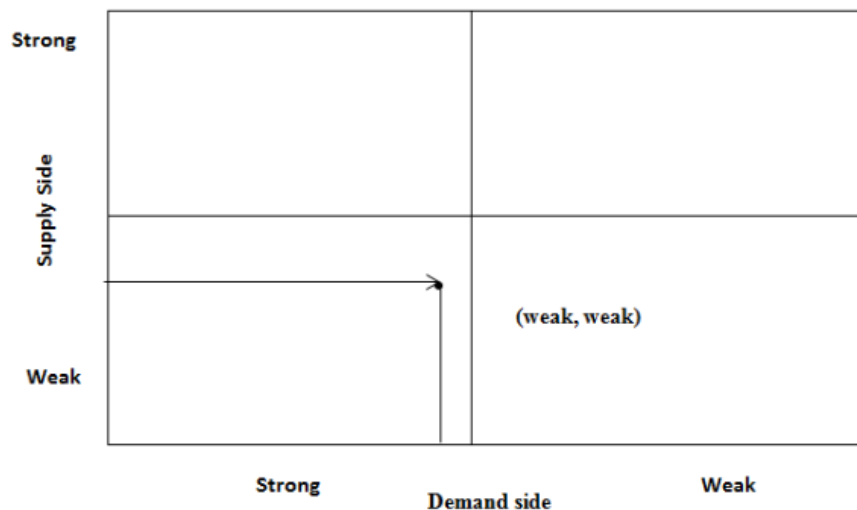 Strong
Supply Side
(weak, weak)
Weak
Strong
Weak
Demand side